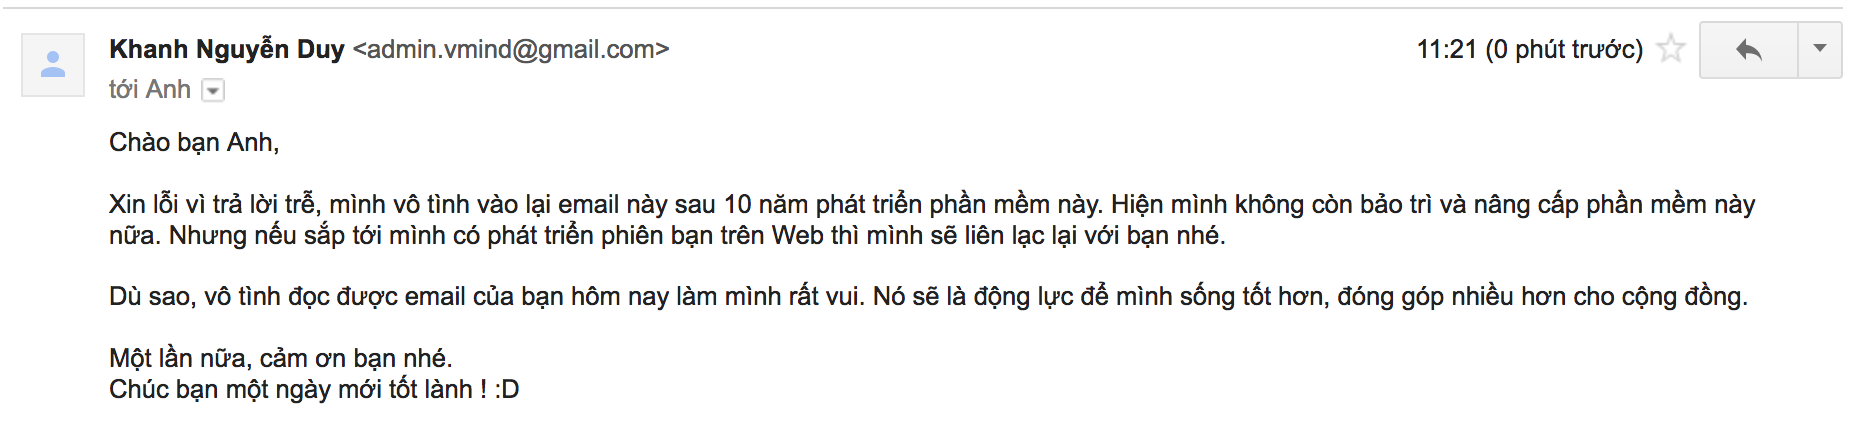 Khanh Nguyễn Duy <admin.vmind@gmail.com>
11:21 (0 phút trước)
tới Anh
Chào bạn Anh,
Xin lỗi vì trả lời trễ, mình vô tình vào lại email này sau 10 năm phát triển phần mềm này. Hiện mình không còn bảo trì và nâng cấp phần mềm này
nữa. Nhưng nếu sắp tới mình có phát triển phiên bạn trên Web thì mình sẽ liên lạc lại với bạn nhé.
Dù sao, vô tình đọc được email của bạn hôm nay làm mình rất vui. Nó sẽ là động lực để mình sống tốt hơn, đóng góp nhiều hơn cho cộng đồng.
Một lần nữa, cảm ơn bạn nhé.
Chúc bạn một ngày mới tốt lành ! :D